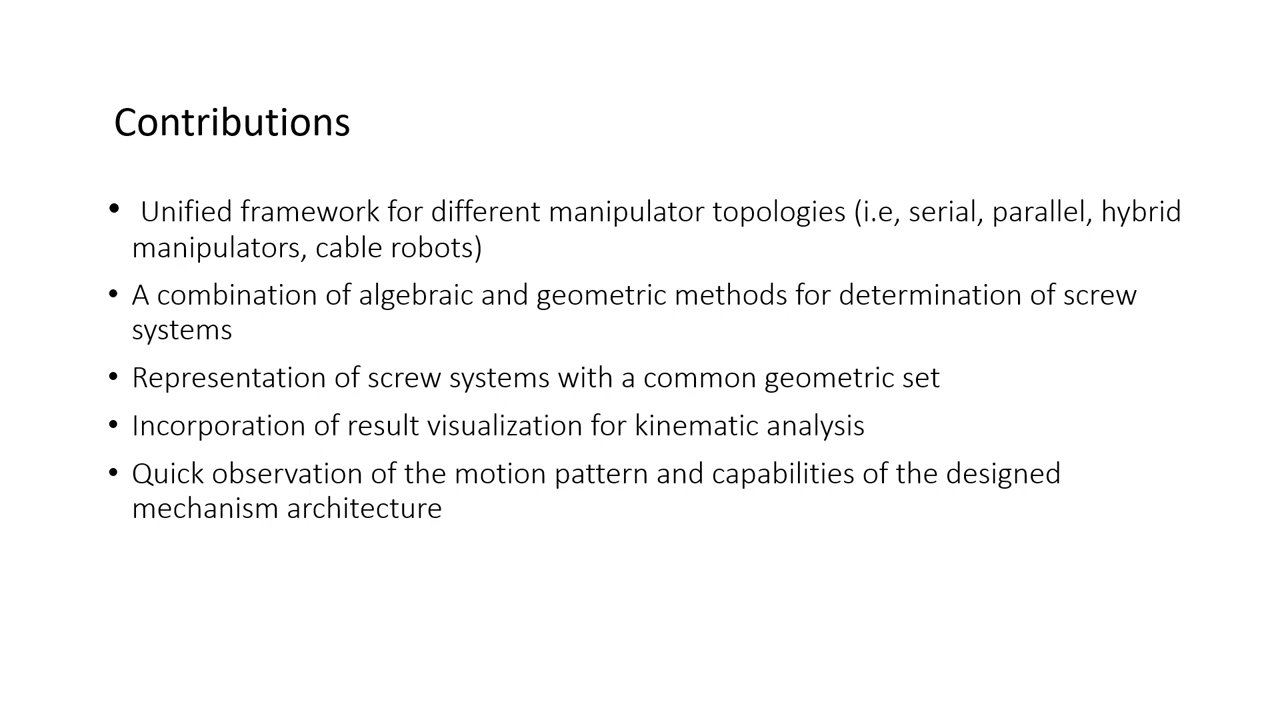 Contributions
• Unified framework for different manipulator topologies (i.e, serial, parallel, hybrid
manipulators, cable robots)
• A combination of algebraic and geometric methods for determination of screw
systems
• Representation of screw systems with a common geometric set
• Incorporation of result visualization for kinematic analysis
• Quick observation of the motion pattern and capabilities of the designed
mechanism architecture